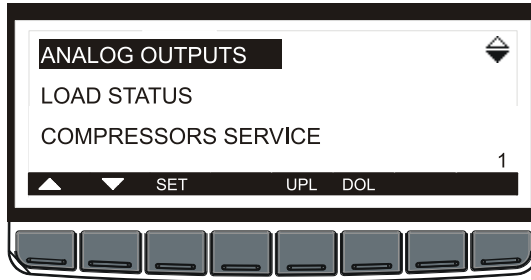 ANALOG OUTPUTS
LOAD STATUS
COMPRESSORS SERVICE
1
SET UPL DOL